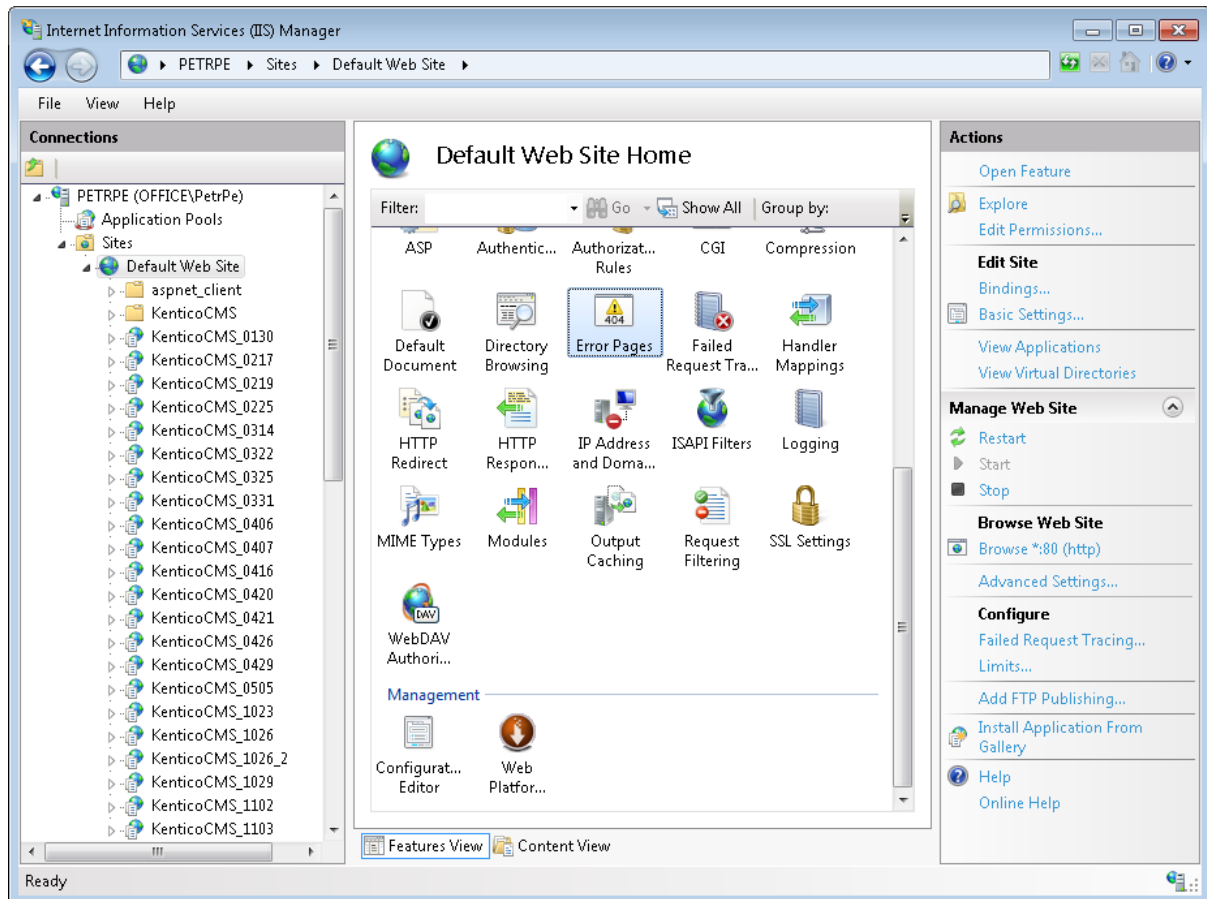 Internet Information Services (IIS) Manager
PETRPE
Sites
Default Web Site
File View Help
Connections
PETRPE (OFFICE\PetrPe)
Application Pools
Sites
Default Web Site
aspnet_client
KenticoCMS
KenticoCMS_0130
KenticoCMS_0217
KenticoCMS_0219
KenticoCMS_0225
KenticoCMS_0314
KenticoCMS_0322
KenticoCMS_0325
KenticoCMS_0331
KenticoCMS_0406
KenticoCMS_0407
KenticoCMS_0416
KenticoCMS_0420
KenticoCMS_0421
KenticoCMS_0426
KenticoCMS_0429
KenticoCMS_0505
KenticoCMS_1023
KenticoCMS_1026
KenticoCMS_1026_2
KenticoCMS_1029
KenticoCMS_1102
KenticoCMS_1103
Default Web Site Home
Filter: Go Show All Group by:
ASP
Authentic...
Authorizat...
Rules
CGI
Compression
Default
Document
Directory
Browsing
404
Error Pages
Failed
Request Tra...
Handler
Mappings
HTTP
Redirect
HTTP
Respon...
IP Address
and Doma...
ISAPI Filters
Logging
MIME Types
Modules
Output
Caching
Request
Filtering
SSL Settings
DAV
WebDAV
Authori...
Management
Configurat...
Editor
Web
Platfor...
Features View
Content View
Actions
Open Feature
Explore
Edit Permissions...
Edit Site
Bindings...
Basic Settings...
View Applications
View Virtual Directories
Manage Web Site
Restart
Start
Stop
Browse Web Site
Browse *:80 (http)
Advanced Settings...
Configure
Failed Request Tracing...
Limits...
Add FTP Publishing...
Install Application From
Gallery
Help
Online Help
Ready